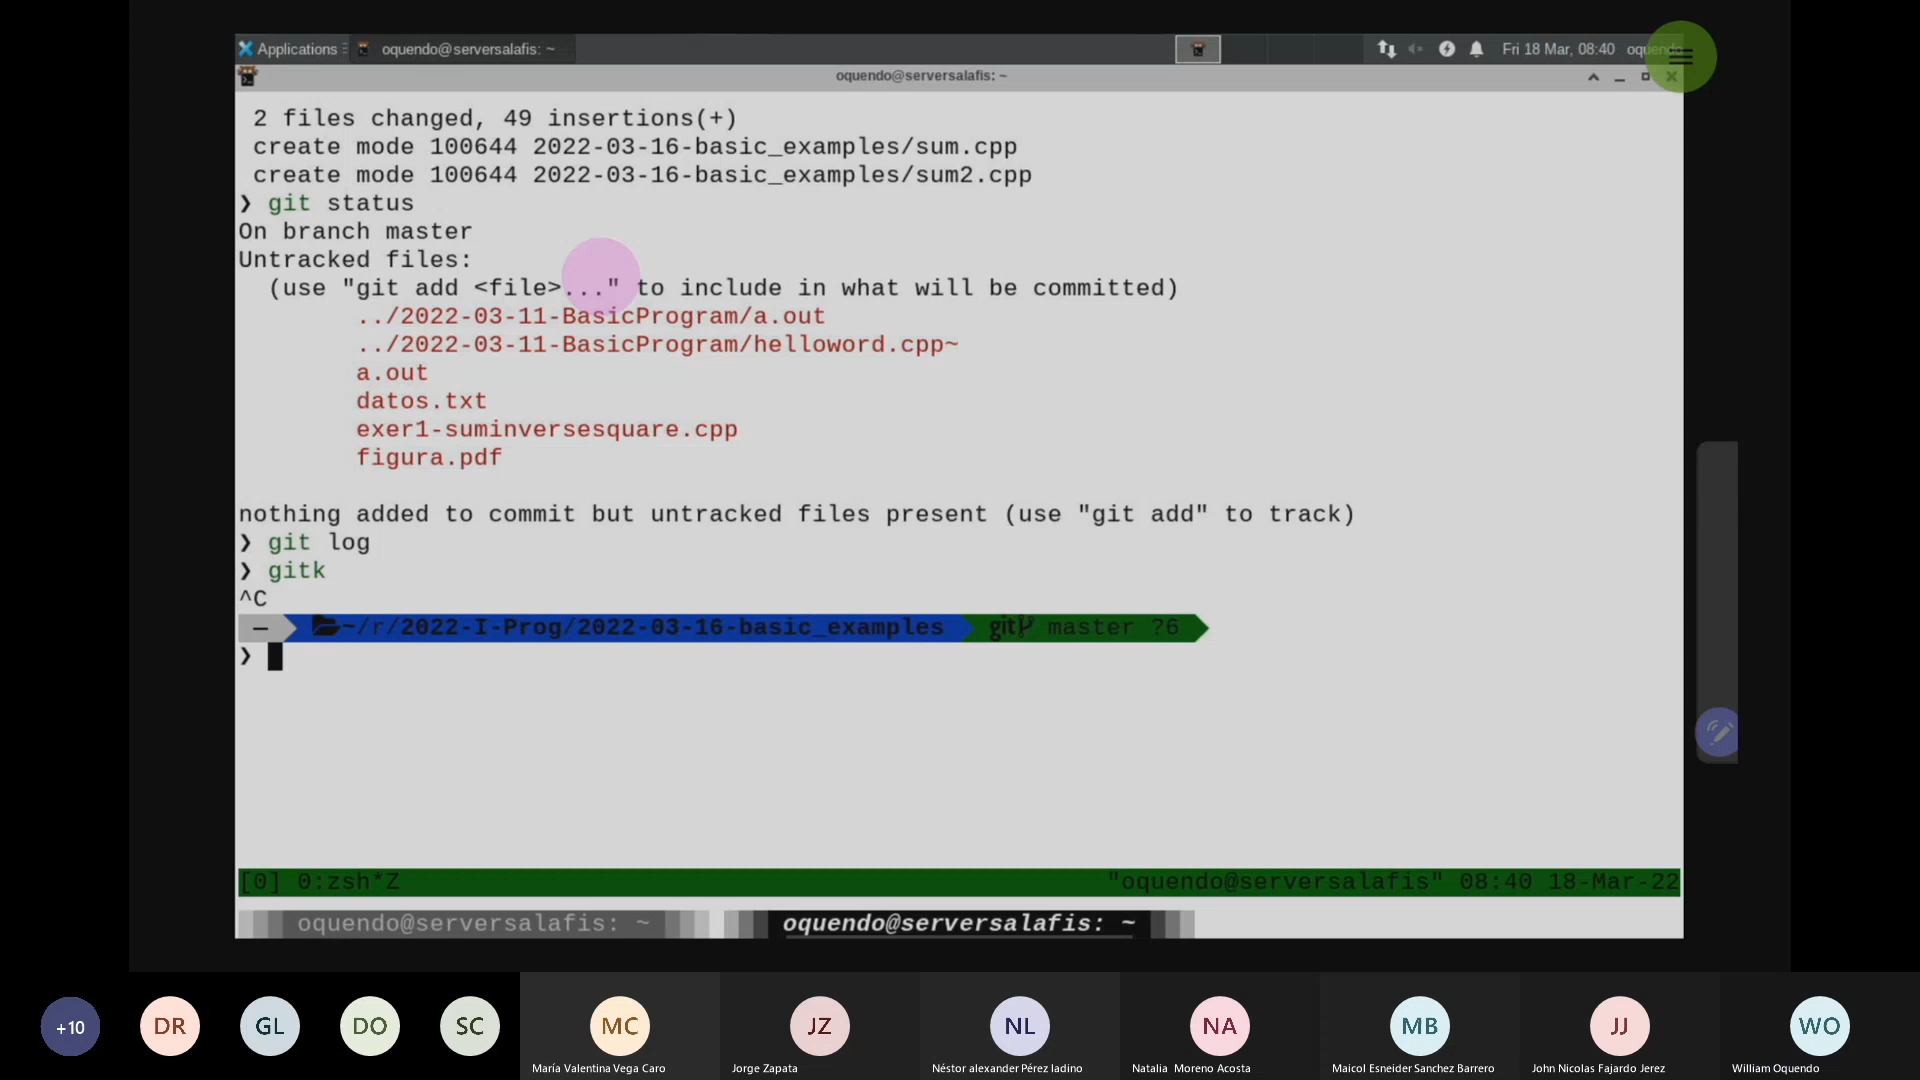 Applications oquendo@serversalafis: ~ Fri 18 Mar, 08:40 oquendo
oquendo@serversalafis: ~
2 files changed, 49 insertions(+)
create mode 100644 2022-03-16-basic_examples/sum.cpp
create mode 100644 2022-03-16-basic_examples/sum2.cpp
❯ git status
On branch master
Untracked files:
(use "git add <file>..." to include in what will be committed)
../2022-03-11-BasicProgram/a.out
../2022-03-11-BasicProgram/helloword.cpp~
a.out
datos.txt
exer1-suminversesquare.cpp
figura.pdf
nothing added to commit but untracked files present (use "git add" to track)
❯ git log
❯ gitk
^C
~/r/2022-I-Prog/2022-03-16-basic_examples git master ?6
❯
[0] 0:zsh*Z "oquendo@serversalafis" 08:40 18-Mar-22
oquendo@serversalafis: ~ oquendo@serversalafis: ~
+10 DR GL DO SC MC JZ NL NA MB JJ WO
María Valentina Vega Caro Jorge Zapata Néstor alexander Pérez ladino Natalia Moreno Acosta Maicol Esneider Sanchez Barrero John Nicolas Fajardo Jerez William Oquendo